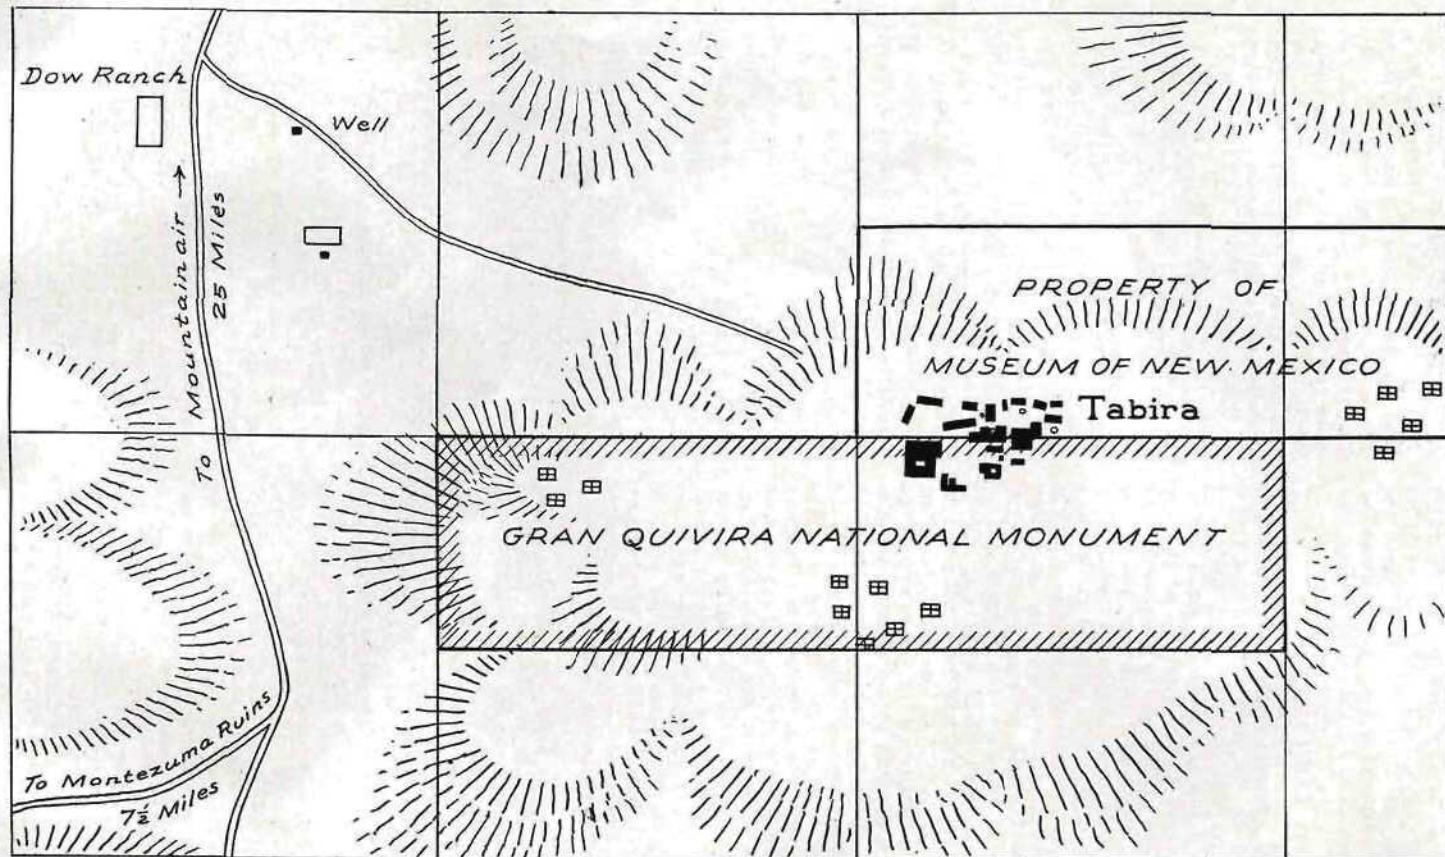 Dow Ranch
Well
To Mountainair →
25 Miles
PROPERTY OF
MUSEUM OF NEW MEXICO
Tabira
GRAN QUIVIRA NATIONAL MONUMENT
To Montezuma Ruins
7½ Miles